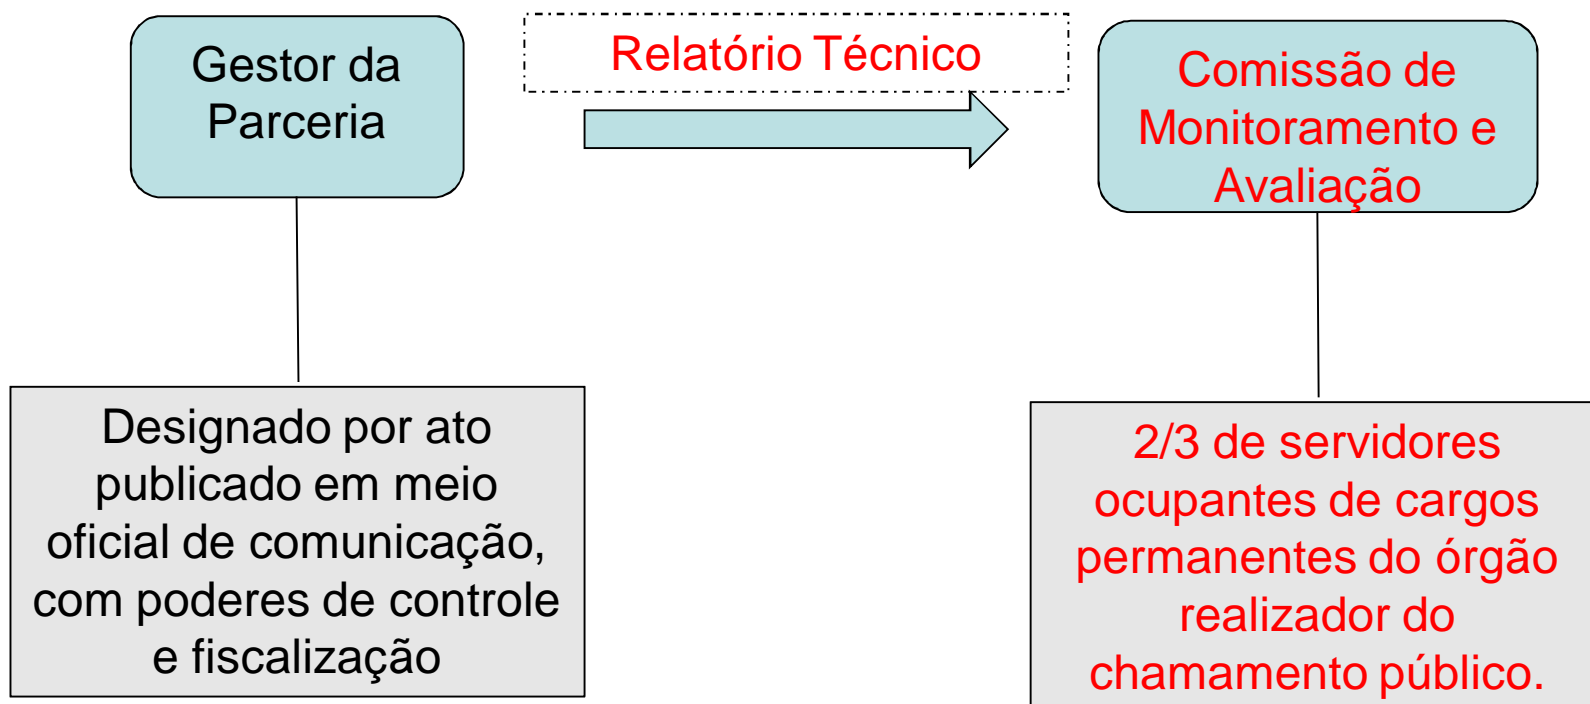 Gestor da
Parceria
Relatório Técnico
Comissão de
Monitoramento e
Avaliação
Designado por ato
publicado em meio
oficial de comunicação,
com poderes de controle
e fiscalização
2/3 de servidores
ocupantes de cargos
permanentes do órgão
realizador do
chamamento público.